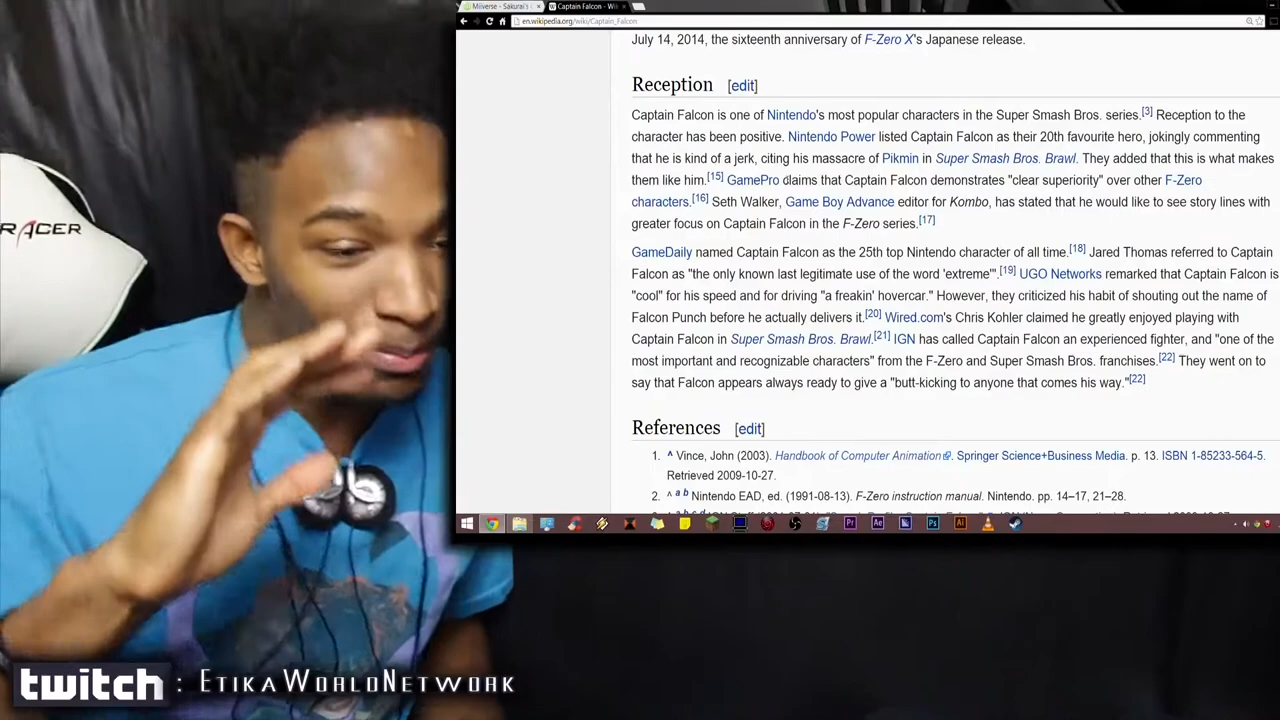 Miiverse - Sakurai's
Captain Falcon - Wi
en.wikipedia.org/wiki/Captain_Falcon
July 14, 2014, the sixteenth anniversary of F-Zero X's Japanese release.
Reception [edit]
Captain Falcon is one of Nintendo's most popular characters in the Super Smash Bros. series.[3] Reception to the
character has been positive. Nintendo Power listed Captain Falcon as their 20th favourite hero, jokingly commenting
that he is kind of a jerk, citing his massacre of Pikmin in Super Smash Bros. Brawl. They added that this is what makes
them like him.[15] GamePro claims that Captain Falcon demonstrates "clear superiority" over other F-Zero
characters.[16] Seth Walker, Game Boy Advance editor for Kombo, has stated that he would like to see story lines with
greater focus on Captain Falcon in the F-Zero series.[17]
GameDaily named Captain Falcon as the 25th top Nintendo character of all time.[18] Jared Thomas referred to Captain
Falcon as "the only known last legitimate use of the word 'extreme'".[19] UGO Networks remarked that Captain Falcon is
"cool" for his speed and for driving "a freakin' hovercar." However, they criticized his habit of shouting out the name of
Falcon Punch before he actually delivers it.[20] Wired.com's Chris Kohler claimed he greatly enjoyed playing with
Captain Falcon in Super Smash Bros. Brawl.[21] IGN has called Captain Falcon an experienced fighter, and "one of the
most important and recognizable characters" from the F-Zero and Super Smash Bros. franchises.[22] They went on to
say that Falcon appears always ready to give a "butt-kicking to anyone that comes his way."[22]
References [edit]
1. ^ Vince, John (2003). Handbook of Computer Animation. Springer Science+Business Media. p. 13. ISBN 1-85233-564-5.
Retrieved 2009-10-27.
2. ^ a b Nintendo EAD, ed. (1991-08-13). F-Zero instruction manual. Nintendo. pp. 14–17, 21–28.
RACER
twitch : EtikaWorldNetwork